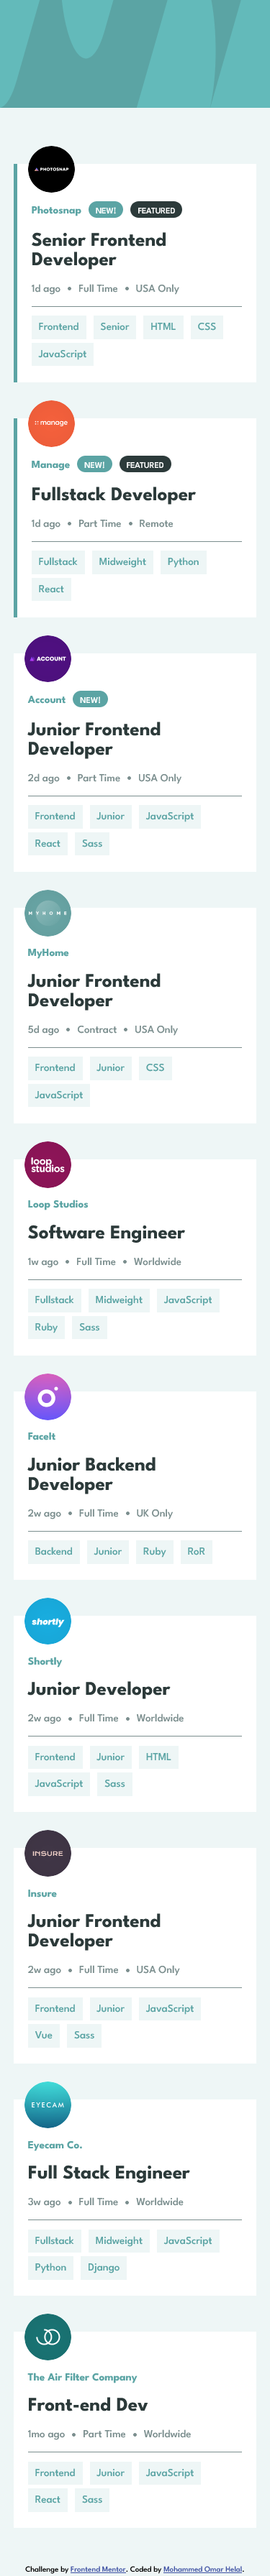 PHOTOSNAP
Photosnap NEW! FEATURED
Senior Frontend
Developer
1d ago • Full Time • USA Only
Frontend Senior HTML CSS
JavaScript
manage
Manage NEW! FEATURED
Fullstack Developer
1d ago • Part Time • Remote
Fullstack Midweight Python
React
ACCOUNT
Account NEW!
Junior Frontend
Developer
2d ago • Part Time • USA Only
Frontend Junior JavaScript
React Sass
MYHOME
MyHome
Junior Frontend
Developer
5d ago • Contract • USA Only
Frontend Junior CSS
JavaScript
loop
studios
Loop Studios
Software Engineer
1w ago • Full Time • Worldwide
Fullstack Midweight JavaScript
Ruby Sass
FaceIt
Junior Backend
Developer
2w ago • Full Time • UK Only
Backend Junior Ruby RoR
shortly
Shortly
Junior Developer
2w ago • Full Time • Worldwide
Frontend Junior HTML
JavaScript Sass
INSURE
Insure
Junior Frontend
Developer
2w ago • Full Time • USA Only
Frontend Junior JavaScript
Vue Sass
EYECAM
Eyecam Co.
Full Stack Engineer
3w ago • Full Time • Worldwide
Fullstack Midweight JavaScript
Python Django
The Air Filter Company
Front-end Dev
1mo ago • Part Time • Worldwide
Frontend Junior JavaScript
React Sass
Challenge by Frontend Mentor. Coded by Mohammed Omar Helal.